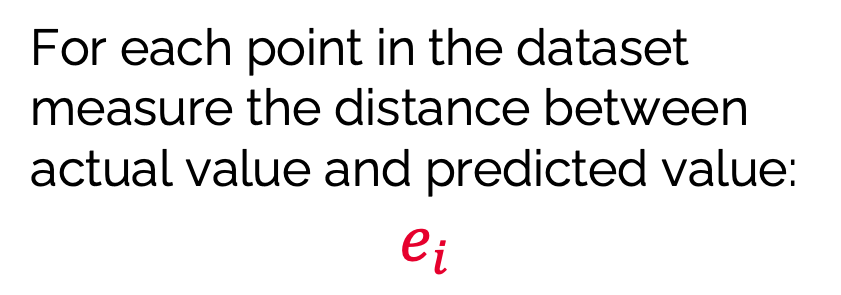 For each point in the dataset
measure the distance between
actual value and predicted value:
eᵢ